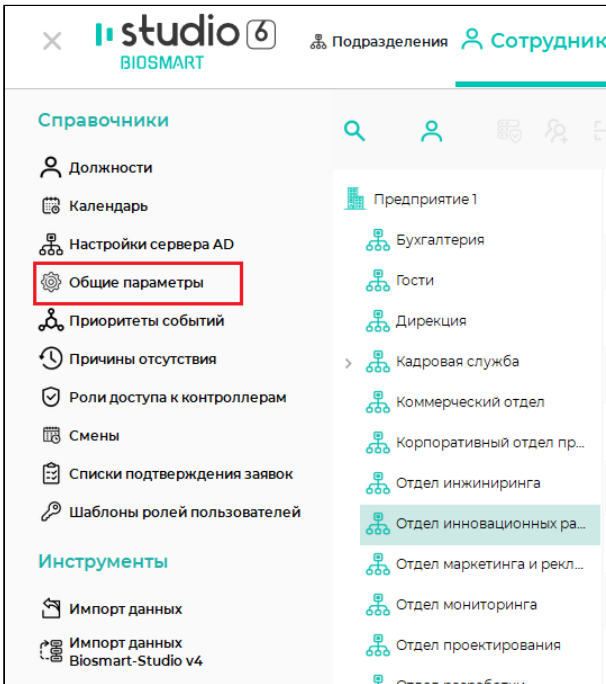 studio 6
BIOSMART
Подразделения
Сотрудник
Справочники
Должности
Календарь
Настройки сервера AD
Общие параметры
Приоритеты событий
Причины отсутствия
Роли доступа к контроллерам
Смены
Списки подтверждения заявок
Шаблоны ролей пользователей
Инструменты
Импорт данных
Импорт данных
Biosmart-Studio v4
Предприятие 1
Бухгалтерия
Гости
Дирекция
Кадровая служба
Коммерческий отдел
Корпоративный отдел пр...
Отдел инжиниринга
Отдел инновационных ра...
Отдел маркетинга и рекл...
Отдел мониторинга
Отдел проектирования